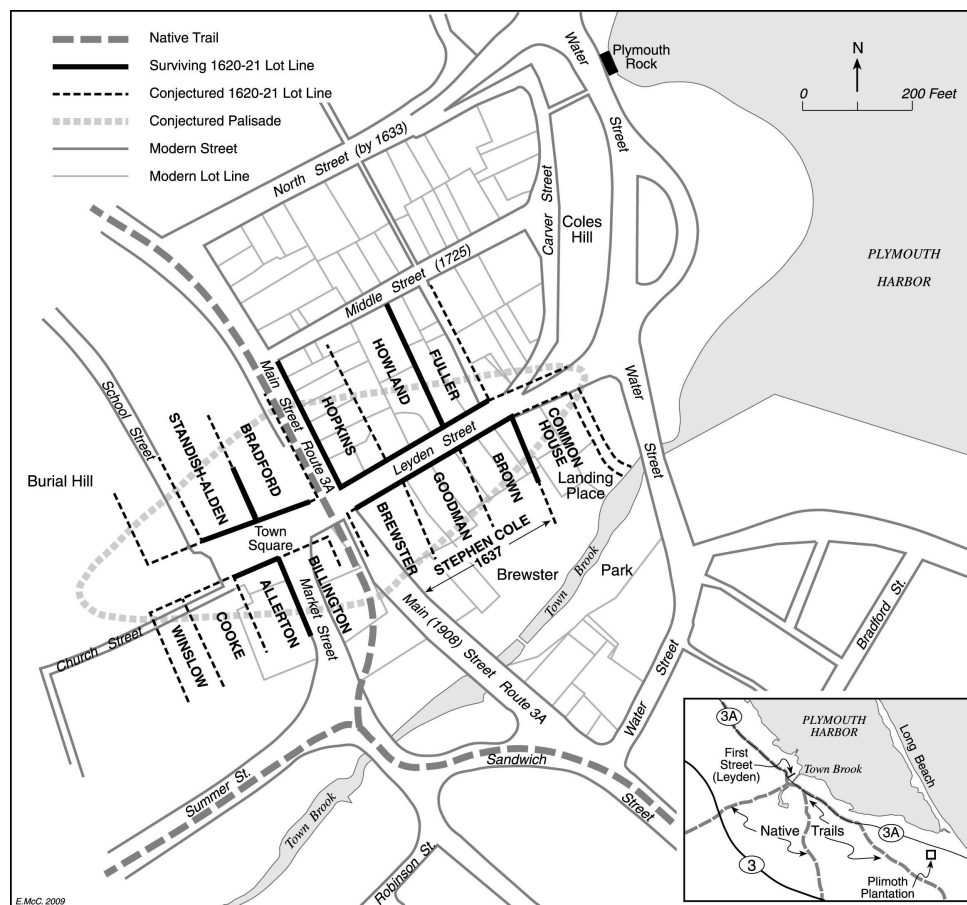 Native Trail
Surviving 1620-21 Lot Line
Conjectured 1620-21 Lot Line
Conjectured Palisade
Modern Street
Modern Lot Line
Water
Street
Plymouth
Rock
N
0 200 Feet
North Street (by 1633)
Carver Street
Coles
Hill
PLYMOUTH
HARBOR
Middle Street (1725)
Main Street Route 3A
School Street
STANDISH-ALDEN
BRADFORD
HOPKINS
HOWLAND
FULLER
Leyden Street
Water
Street
Burial Hill
Town
Square
BREWSTER
GOODMAN
BROWN
COMMON
HOUSE
Landing
Place
STEPHEN COLE
1637
Brewster Park
Town Brook
WINSLOW
COOKE
ALLERTON
BILLINGTON
Market Street
Church Street
Main (1908) Street Route 3A
Water Street
Bradford St.
Summer St.
Sandwich
Street
Town Brook
Robinson St.
E.McC. 2009
3A
PLYMOUTH
HARBOR
Long Beach
First
Street
(Leyden)
Town Brook
Native Trails
3A
3
Plimoth
Plantation